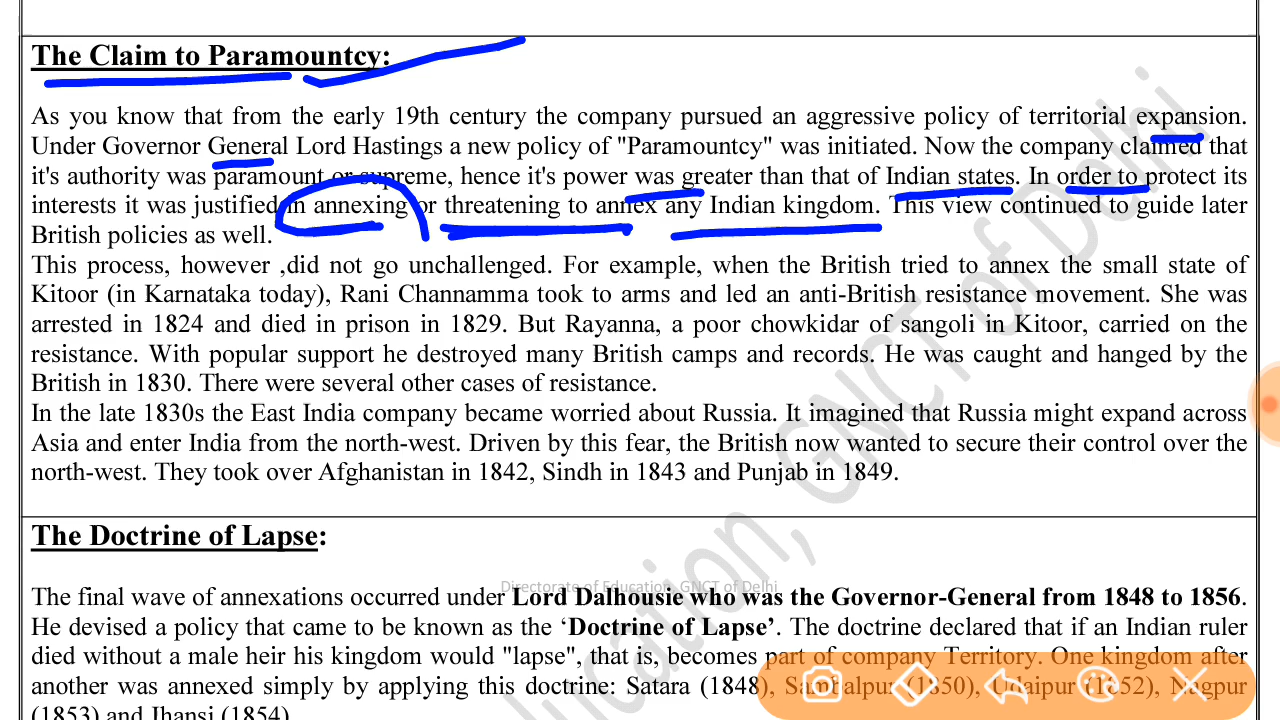 The Claim to Paramountcy:
As you know that from the early 19th century the company pursued an aggressive policy of territorial expansion.
Under Governor General Lord Hastings a new policy of "Paramountcy" was initiated. Now the company claimed that
it's authority was paramount or supreme, hence it's power was greater than that of Indian states. In order to protect its
interests it was justified in annexing or threatening to annex any Indian kingdom. This view continued to guide later
British policies as well.
This process, however ,did not go unchallenged. For example, when the British tried to annex the small state of
Kitoor (in Karnataka today), Rani Channamma took to arms and led an anti-British resistance movement. She was
arrested in 1824 and died in prison in 1829. But Rayanna, a poor chowkidar of sangoli in Kitoor, carried on the
resistance. With popular support he destroyed many British camps and records. He was caught and hanged by the
British in 1830. There were several other cases of resistance.
In the late 1830s the East India company became worried about Russia. It imagined that Russia might expand across
Asia and enter India from the north-west. Driven by this fear, the British now wanted to secure their control over the
north-west. They took over Afghanistan in 1842, Sindh in 1843 and Punjab in 1849.
The Doctrine of Lapse:
Directorate of Education, GNCT of Delhi
The final wave of annexations occurred under Lord Dalhousie who was the Governor-General from 1848 to 1856.
He devised a policy that came to be known as the ‘Doctrine of Lapse’. The doctrine declared that if an Indian ruler
died without a male heir his kingdom would "lapse", that is, becomes part of company Territory. One kingdom after
another was annexed simply by applying this doctrine: Satara (1848), Sambalpur (1850), Udaipur (1852), Nagpur
(1853) and Jhansi (1854)
ucation, GNCT of Delhi